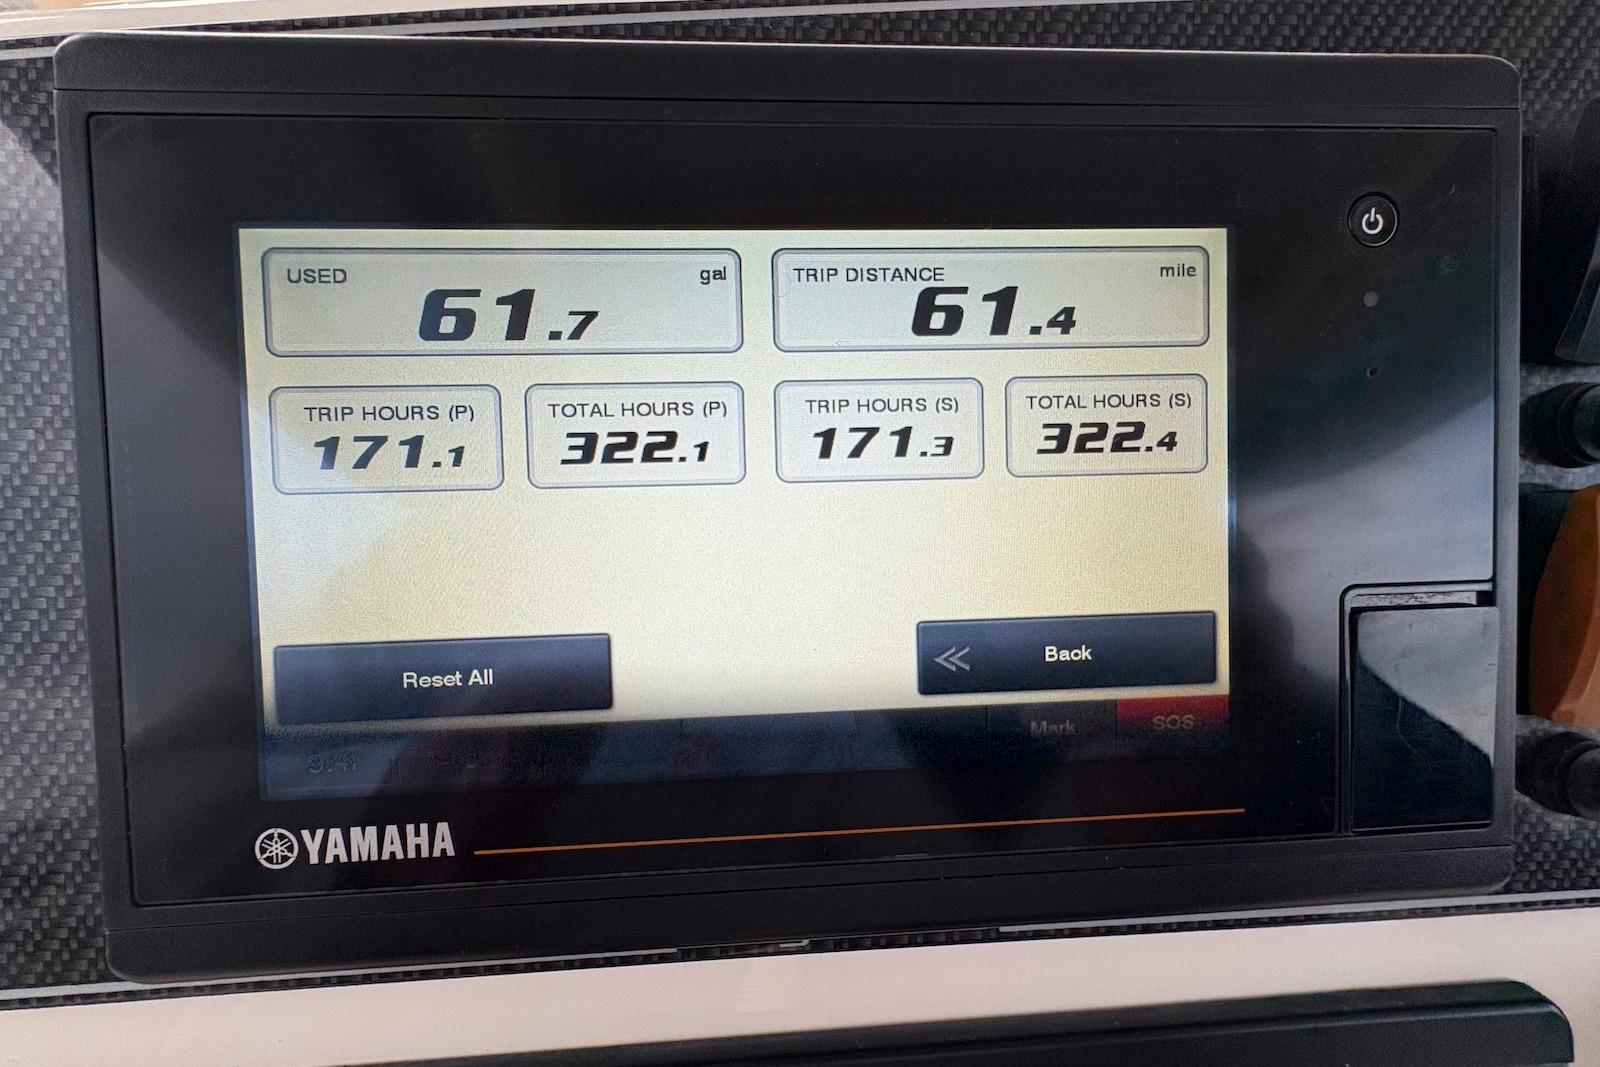 USED gal
61.7
TRIP DISTANCE mile
61.4
TRIP HOURS (P)
171.1
TOTAL HOURS (P)
322.1
TRIP HOURS (S)
171.3
TOTAL HOURS (S)
322.4
Reset All
Back
Mark
SOS
YAMAHA